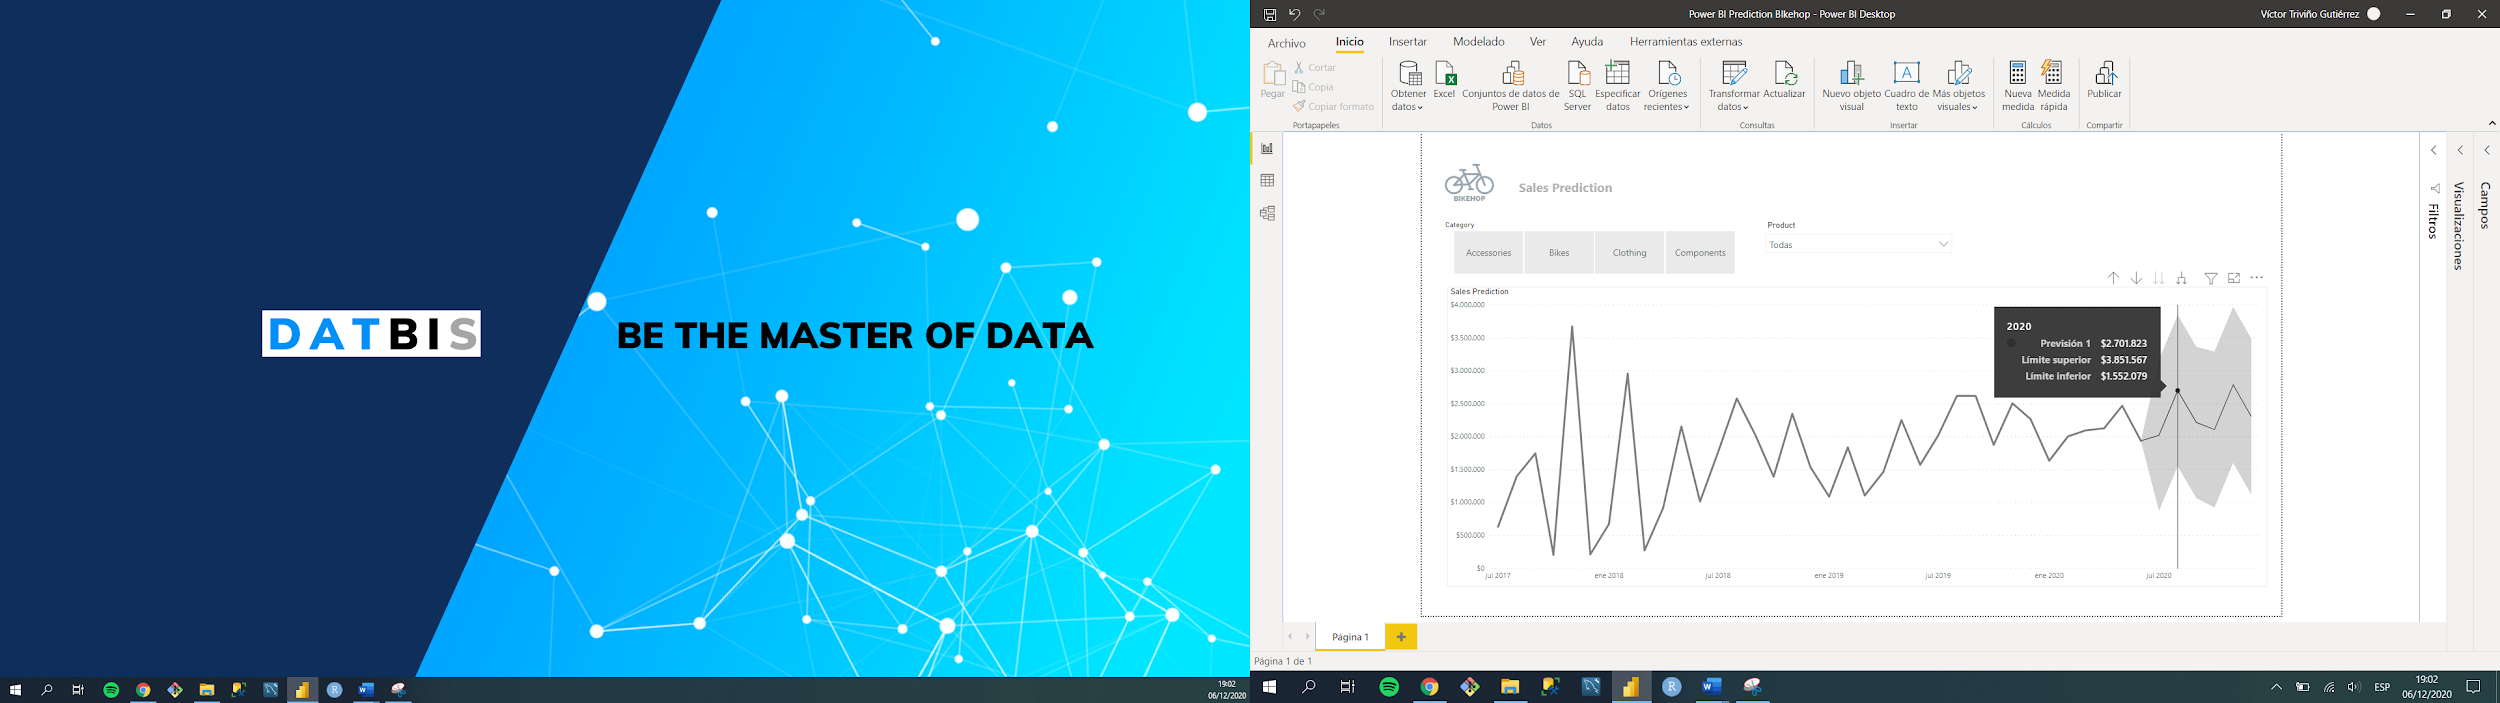 DATBIS
BE THE MASTER OF DATA
19:02
06/12/2020
Power BI Prediction BIkehop - Power BI Desktop
Víctor Triviño Gutiérrez
Archivo
Inicio
Insertar
Modelado
Ver
Ayuda
Herramientas externas
Pegar
Cortar
Copia
Copiar formato
Portapapeles
Obtener
datos
Excel
Conjuntos de datos de
Power BI
SQL
Server
Especificar
datos
Orígenes
recientes
Datos
Transformar
datos
Actualizar
Consultas
Nuevo objeto
visual
Cuadro de
texto
Más objetos
visuales
Insertar
Nueva
medida
Medida
rápida
Cálculos
Publicar
Compartir
Filtros
Visualizaciones
Campos
BIKEHOP
Sales Prediction
Category
Accessories
Bikes
Clothing
Components
Product
Todas
Sales Prediction
$4.000.000
$3.500.000
$3.000.000
$2.500.000
$2.000.000
$1.500.000
$1.000.000
$500.000
$0
jul 2017
ene 2018
jul 2018
ene 2019
jul 2019
ene 2020
jul 2020
2020
Previsión 1 $2.701.823
Límite superior $3.851.567
Límite inferior $1.552.079
Página 1
Página 1 de 1
R
W
R
W
ESP
19:02
06/12/2020